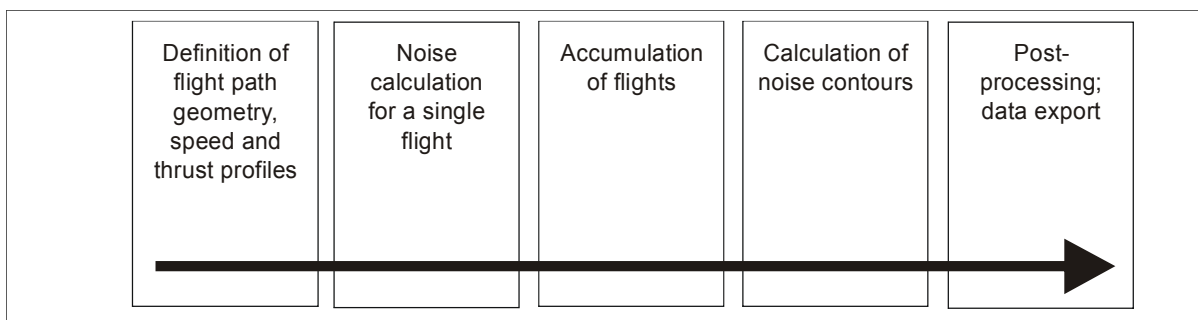 Definition of
flight path
geometry,
speed and
thrust profiles
Noise
calculation
for a single
flight
Accumulation
of flights
Calculation of
noise contours
Post-
processing;
data export